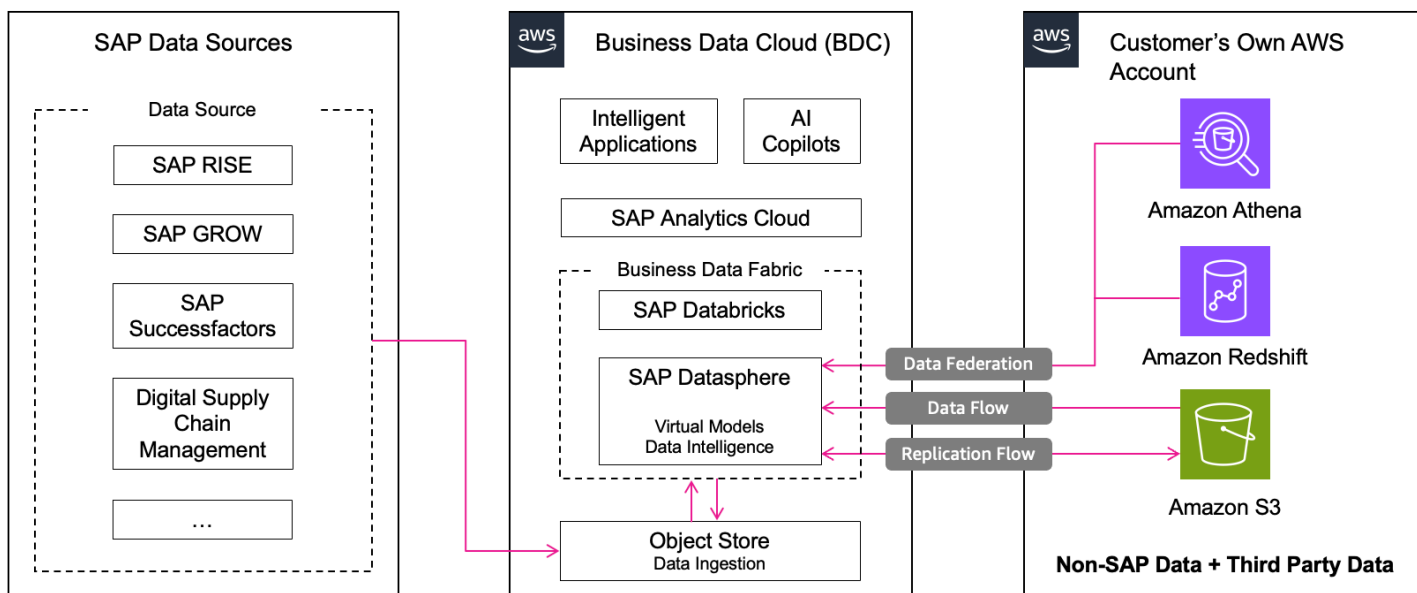 SAP Data Sources
Data Source
SAP RISE
SAP GROW
SAP
Successfactors
Digital Supply
Chain
Management
...
aws
Business Data Cloud (BDC)
Intelligent
Applications
AI
Copilots
SAP Analytics Cloud
Business Data Fabric
SAP Databricks
SAP Datasphere
Virtual Models
Data Intelligence
Object Store
Data Ingestion
Data Federation
Data Flow
Replication Flow
aws
Customer’s Own AWS
Account
Amazon Athena
Amazon Redshift
Amazon S3
Non-SAP Data + Third Party Data